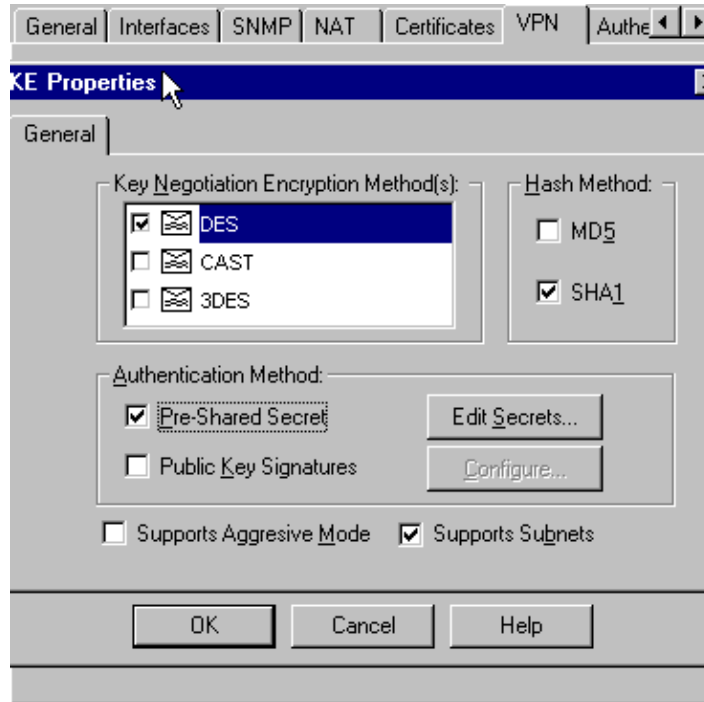 General Interfaces SNMP NAT Certificates VPN Authe
KE Properties
General
Key Negotiation Encryption Method(s):
DES
CAST
3DES
Hash Method:
MD5
SHA1
Authentication Method:
Pre-Shared Secret
Edit Secrets...
Public Key Signatures
Configure...
Supports Aggresive Mode
Supports Subnets
OK Cancel Help